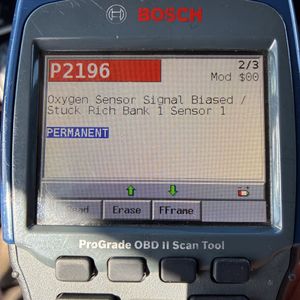 BOSCH
P2196
2/3
Mod $00
Oxygen Sensor Signal Biased /
Stuck Rich Bank 1 Sensor 1
PERMANENT
Erase
FFrame
ProGrade OBD II Scan Tool